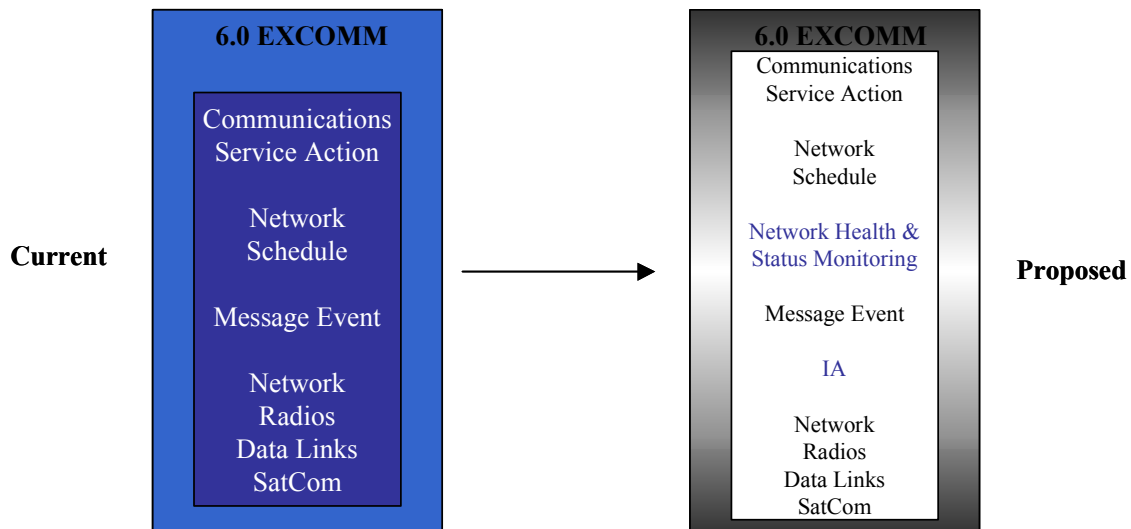 Current
6.0 EXCOMM
Communications
Service Action
Network
Schedule
Message Event
Network
Radios
Data Links
SatCom
6.0 EXCOMM
Communications
Service Action
Network
Schedule
Network Health &
Status Monitoring
Message Event
IA
Network
Radios
Data Links
SatCom
Proposed